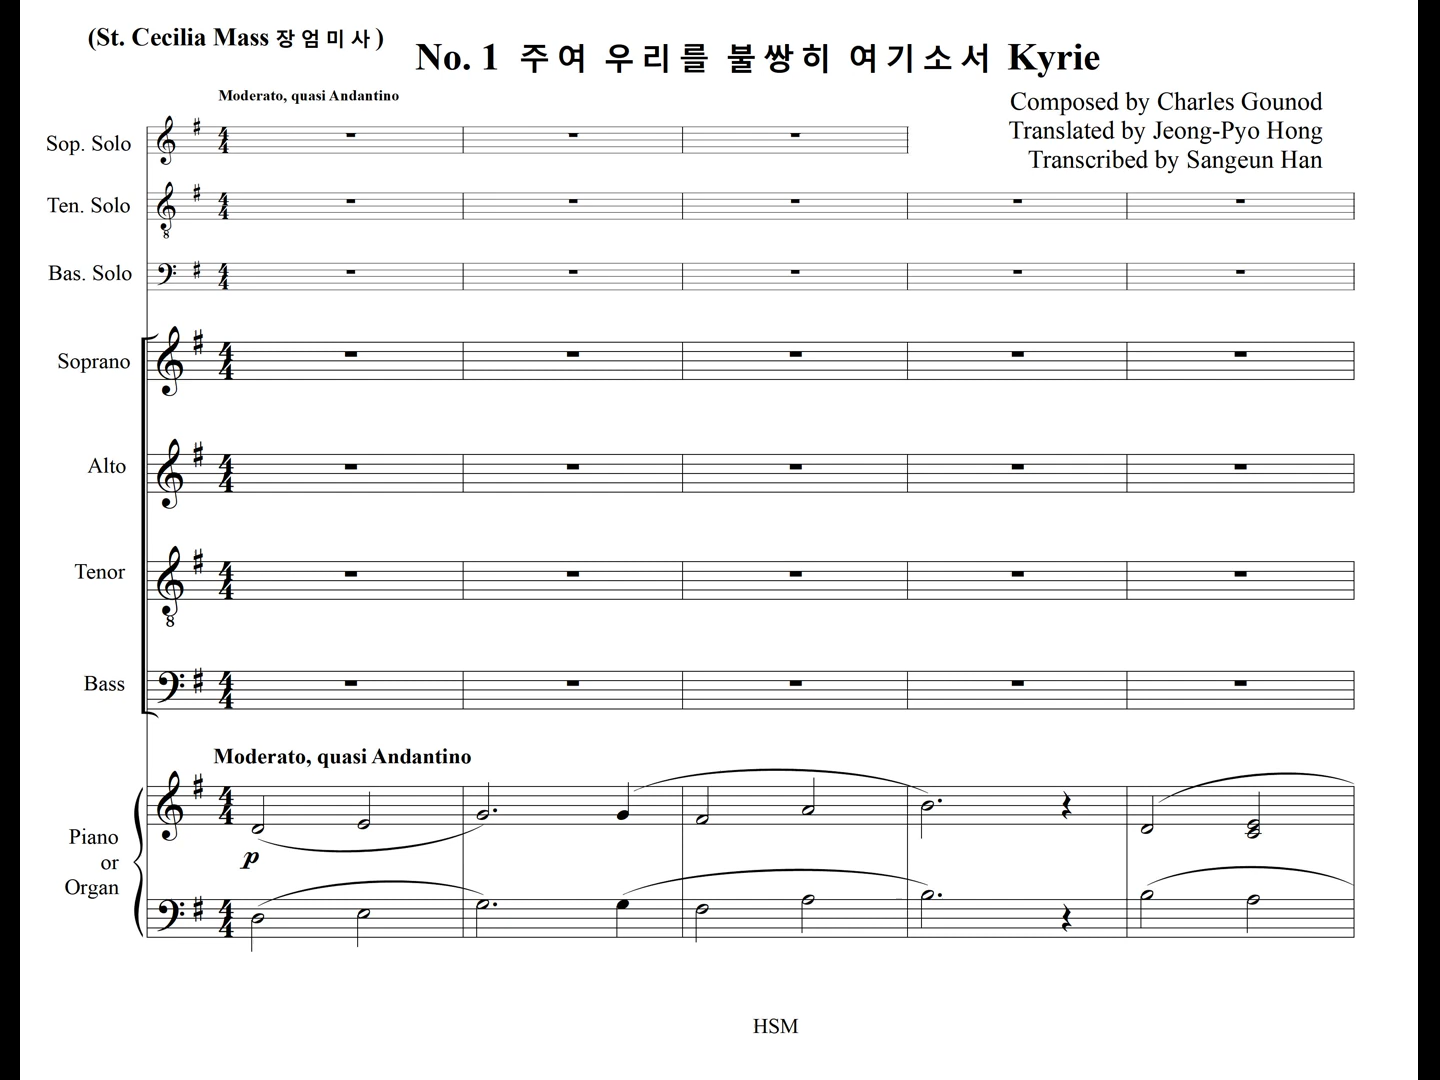 (St. Cecilia Mass 장엄미사)
No. 1 주여 우리를 불쌍히 여기소서 Kyrie
Moderato, quasi Andantino
Composed by Charles Gounod
Translated by Jeong-Pyo Hong
Transcribed by Sangeun Han
Sop. Solo
Ten. Solo
Bas. Solo
Soprano
Alto
Tenor
Bass
Moderato, quasi Andantino
Piano
or
Organ
p
HSM